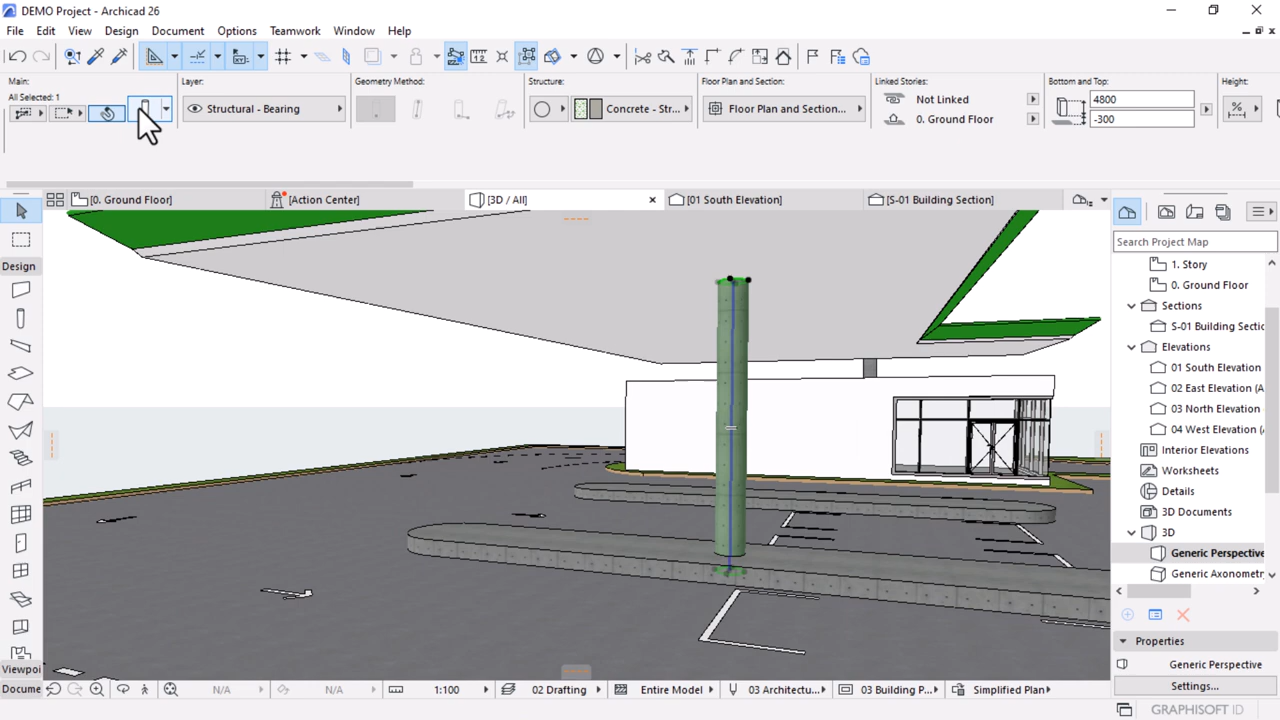 DEMO Project - Archicad 26
File Edit View Design Document Options Teamwork Window Help
Main:
All Selected: 1
Layer:
Structural - Bearing
Geometry Method:
Structure:
Concrete - Str...
Floor Plan and Section:
Floor Plan and Section...
Linked Stories:
Not Linked
0. Ground Floor
Bottom and Top:
4800
-300
Height:
[0. Ground Floor]
[Action Center]
[3D / All]
[01 South Elevation]
[S-01 Building Section]
Design
Viewpoi
Docume
Search Project Map
1. Story
0. Ground Floor
Sections
S-01 Building Sectic
Elevations
01 South Elevation
02 East Elevation (A
03 North Elevation
04 West Elevation (
Interior Elevations
Worksheets
Details
3D Documents
3D
Generic Perspective
Generic Axonometr
Properties
Generic Perspective
Settings...
N/A
N/A
1:100
02 Drafting
Entire Model
03 Architectu...
03 Building P...
Simplified Plan
GRAPHISOFT ID